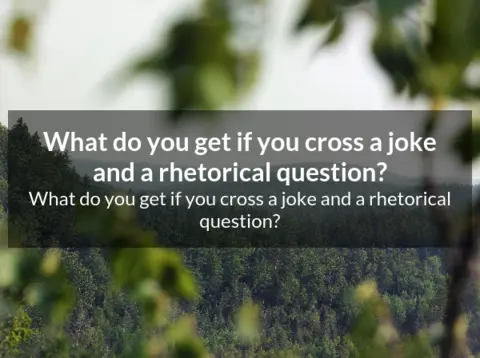 What do you get if you cross a joke
and a rhetorical question?
What do you get if you cross a joke and a rhetorical
question?